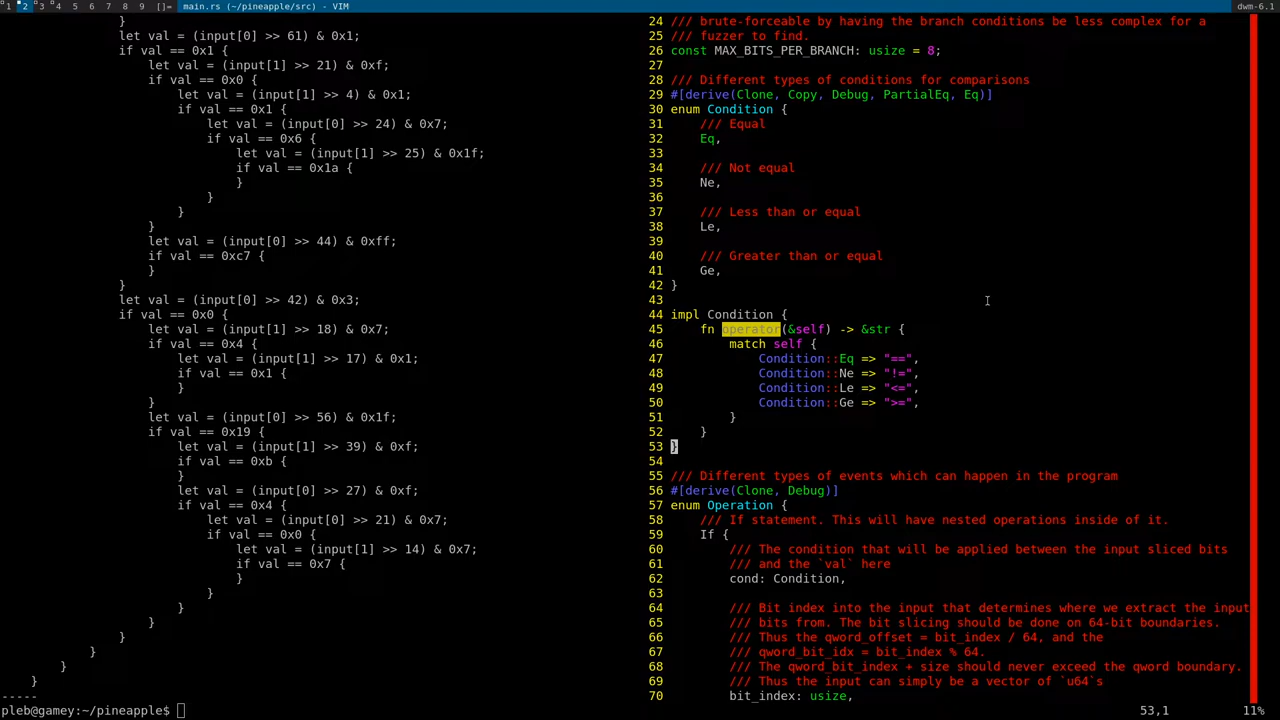 1 2 3 4 5 6 7 8 9 []= main.rs (~/pineapple/src) - VIM dwm-6.1
}
let val = (input[0] >> 61) & 0x1;
if val == 0x1 {
let val = (input[1] >> 21) & 0xf;
if val == 0x0 {
let val = (input[1] >> 4) & 0x1;
if val == 0x1 {
let val = (input[0] >> 24) & 0x7;
if val == 0x6 {
let val = (input[1] >> 25) & 0x1f;
if val == 0x1a {
}
}
}
}
let val = (input[0] >> 44) & 0xff;
if val == 0xc7 {
}
}
let val = (input[0] >> 42) & 0x3;
if val == 0x0 {
let val = (input[1] >> 18) & 0x7;
if val == 0x4 {
let val = (input[1] >> 17) & 0x1;
if val == 0x1 {
}
}
let val = (input[0] >> 56) & 0x1f;
if val == 0x19 {
let val = (input[1] >> 39) & 0xf;
if val == 0xb {
}
let val = (input[0] >> 27) & 0xf;
if val == 0x4 {
let val = (input[0] >> 21) & 0x7;
if val == 0x0 {
let val = (input[1] >> 14) & 0x7;
if val == 0x7 {
}
}
}
}
}
}
}
}
-----
pleb@gamey:~/pineapple$
24 /// brute-forceable by having the branch conditions be less complex for a
25 /// fuzzer to find.
26 const MAX_BITS_PER_BRANCH: usize = 8;
27
28 /// Different types of conditions for comparisons
29 #[derive(Clone, Copy, Debug, PartialEq, Eq)]
30 enum Condition {
31 /// Equal
32 Eq,
33
34 /// Not equal
35 Ne,
36
37 /// Less than or equal
38 Le,
39
40 /// Greater than or equal
41 Ge,
42 }
43
44 impl Condition {
45 fn operator(&self) -> &str {
46 match self {
47 Condition::Eq => "==",
48 Condition::Ne => "!=",
49 Condition::Le => "<=",
50 Condition::Ge => ">=",
51 }
52 }
53 }
54
55 /// Different types of events which can happen in the program
56 #[derive(Clone, Debug)]
57 enum Operation {
58 /// If statement. This will have nested operations inside of it.
59 If {
60 /// The condition that will be applied between the input sliced bits
61 /// and the `val` here
62 cond: Condition,
63
64 /// Bit index into the input that determines where we extract the input
65 /// bits from. The bit slicing should be done on 64-bit boundaries.
66 /// Thus the qword_offset = bit_index / 64, and the
67 /// qword_bit_idx = bit_index % 64.
68 /// The qword_bit_index + size should never exceed the qword boundary.
69 /// Thus the input can simply be a vector of `u64`s
70 bit_index: usize,
53,1 11%